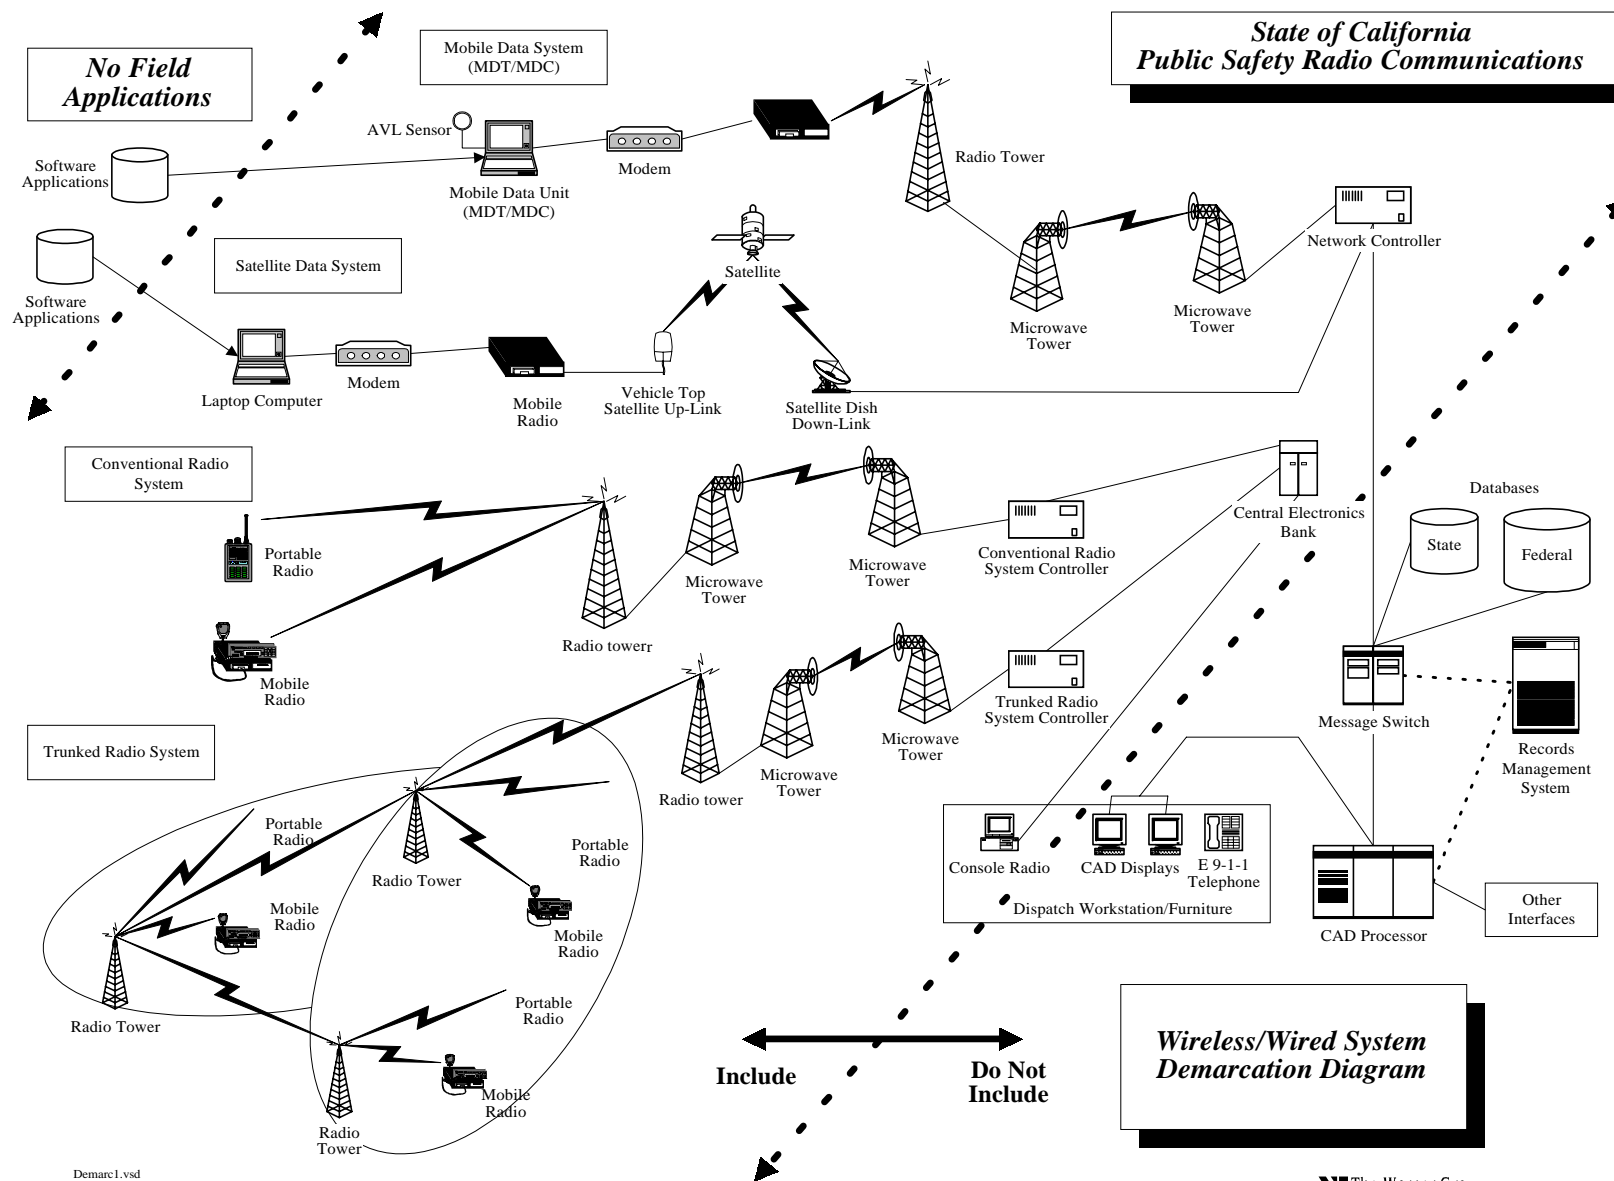 State of California
Public Safety Radio Communications
No Field
Applications
Mobile Data System
(MDT/MDC)
AVL Sensor
Software
Applications
Mobile Data Unit
(MDT/MDC)
Modem
Radio Tower
Network Controller
Satellite Data System
Satellite
Microwave
Tower
Microwave
Tower
Software
Applications
Laptop Computer
Modem
Mobile
Radio
Vehicle Top
Satellite Up-Link
Satellite Dish
Down-Link
Conventional Radio
System
Portable
Radio
Mobile
Radio
Radio towerr
Microwave
Tower
Microwave
Tower
Conventional Radio
System Controller
Central Electronics
Bank
Databases
State
Federal
Message Switch
Records
Management
System
Trunked Radio System
Radio tower
Microwave
Tower
Microwave
Tower
Trunked Radio
System Controller
Portable
Radio
Radio Tower
Portable
Radio
Mobile
Radio
Mobile
Radio
Radio Tower
Portable
Radio
Mobile
Radio
Radio
Tower
Console Radio
CAD Displays
E 9-1-1
Telephone
Dispatch Workstation/Furniture
CAD Processor
Other
Interfaces
Include
Do Not
Include
Wireless/Wired System
Demarcation Diagram
Demarc1.vsd
The